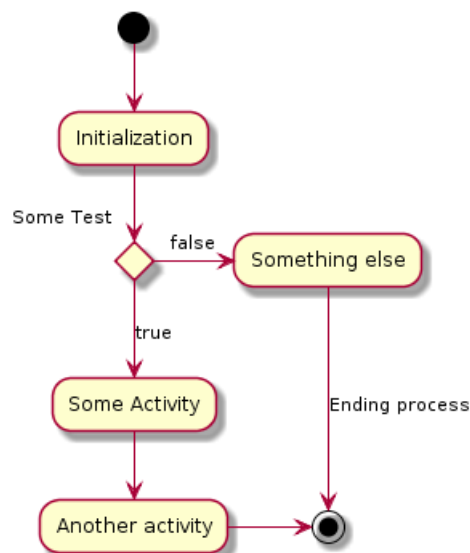 Initialization
Some Test
false
Something else
true
Some Activity
Ending process
Another activity